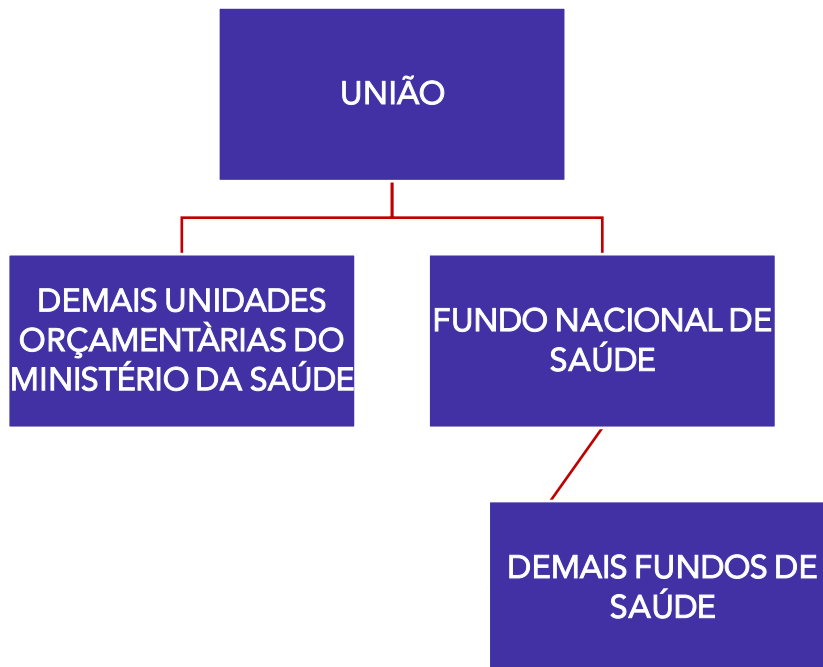 UNIÃO
DEMAIS UNIDADES
ORÇAMENTÀRIAS DO
MINISTÉRIO DA SAÚDE
FUNDO NACIONAL DE
SAÚDE
DEMAIS FUNDOS DE
SAÚDE